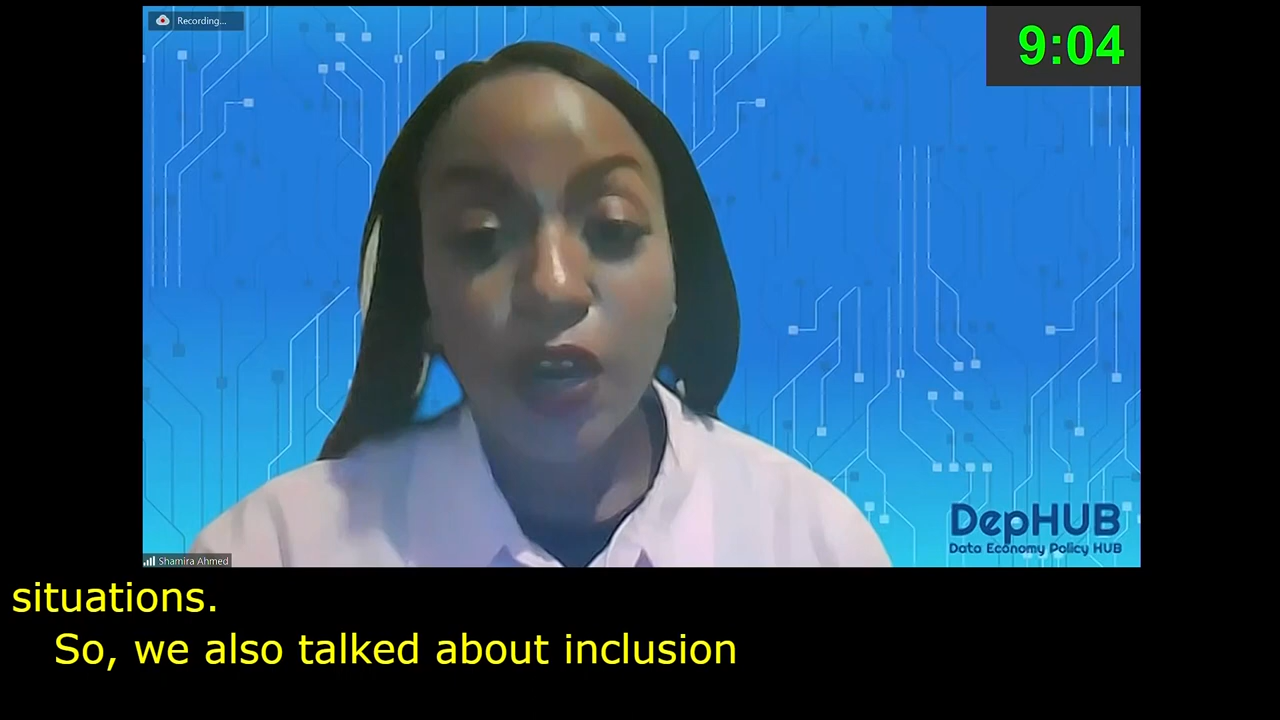 Recording...
9:04
DepHUB
Data Economy Policy HUB
Shamira Ahmed
situations.
So, we also talked about inclusion